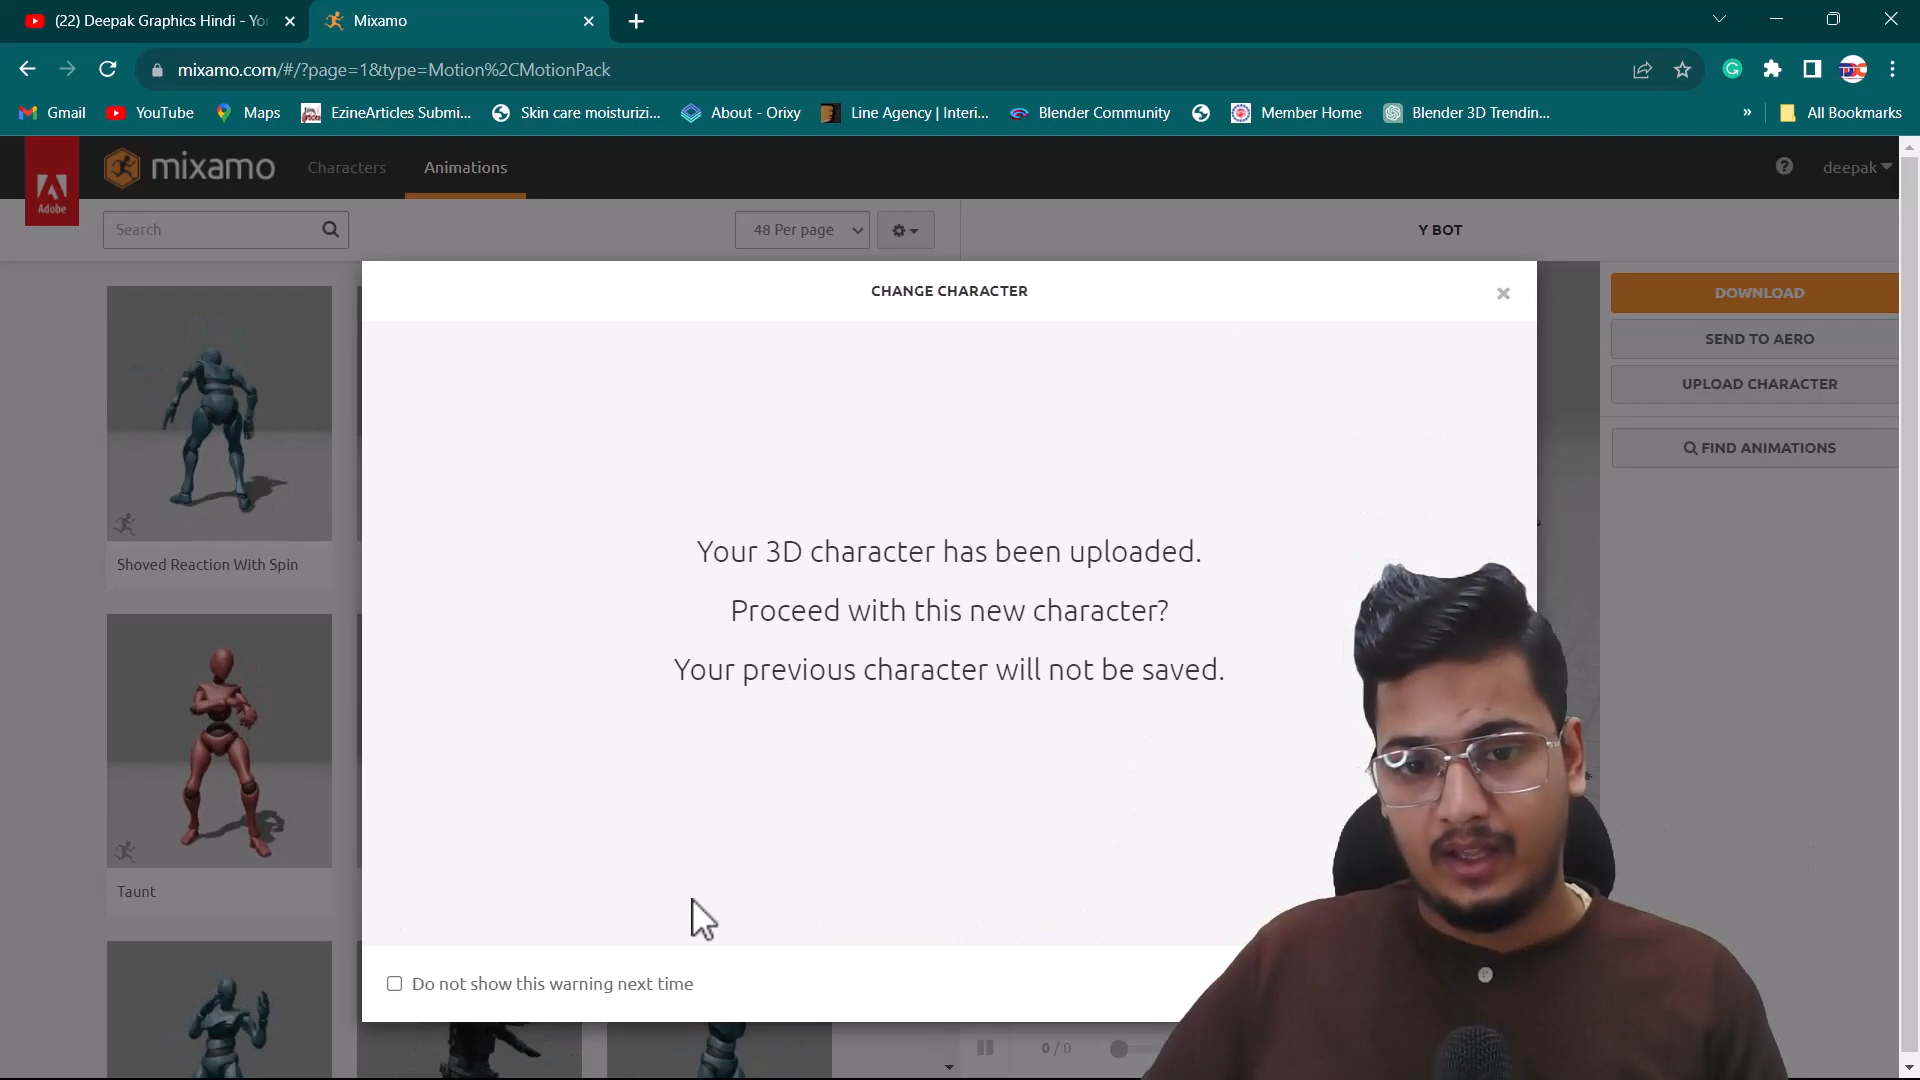 (22) Deepak Graphics Hindi - Yo
Mixamo
mixamo.com/#/?page=1&type=Motion%2CMotionPack
Gmail
YouTube
Maps
EzineArticles Submi...
Skin care moisturizi...
About - Orixy
Line Agency | Interi...
Blender Community
Member Home
Blender 3D Trendin...
»
All Bookmarks
Adobe
mixamo
Characters
Animations
deepak
Search
48 Per page
Y BOT
CHANGE CHARACTER
DOWNLOAD
SEND TO AERO
UPLOAD CHARACTER
FIND ANIMATIONS
Your 3D character has been uploaded.
Proceed with this new character?
Your previous character will not be saved.
Shoved Reaction With Spin
Taunt
Do not show this warning next time
0 / 0